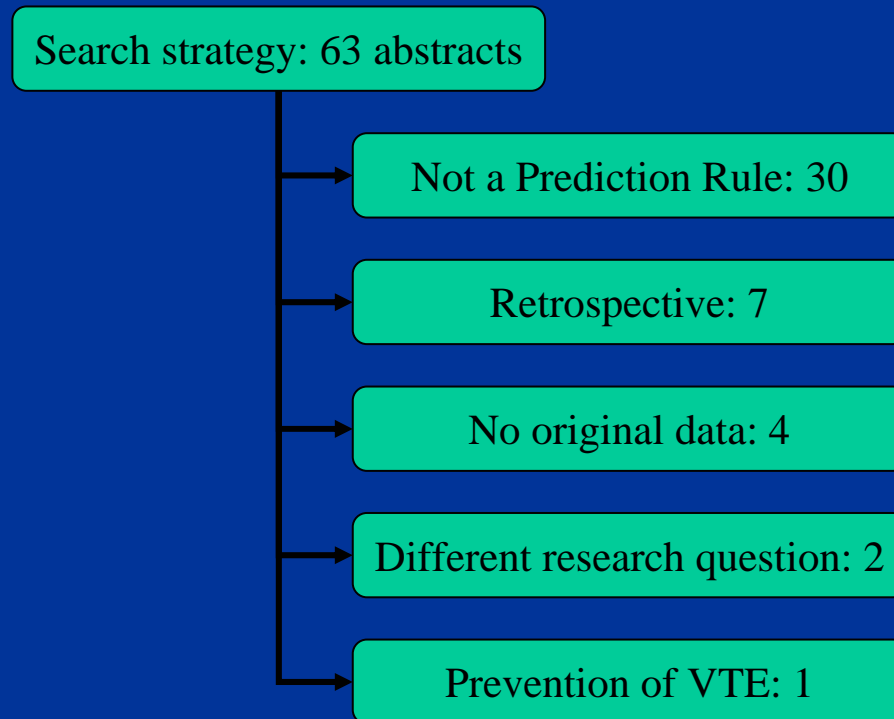 Search strategy: 63 abstracts
Not a Prediction Rule: 30
Retrospective: 7
No original data: 4
Different research question: 2
Prevention of VTE: 1